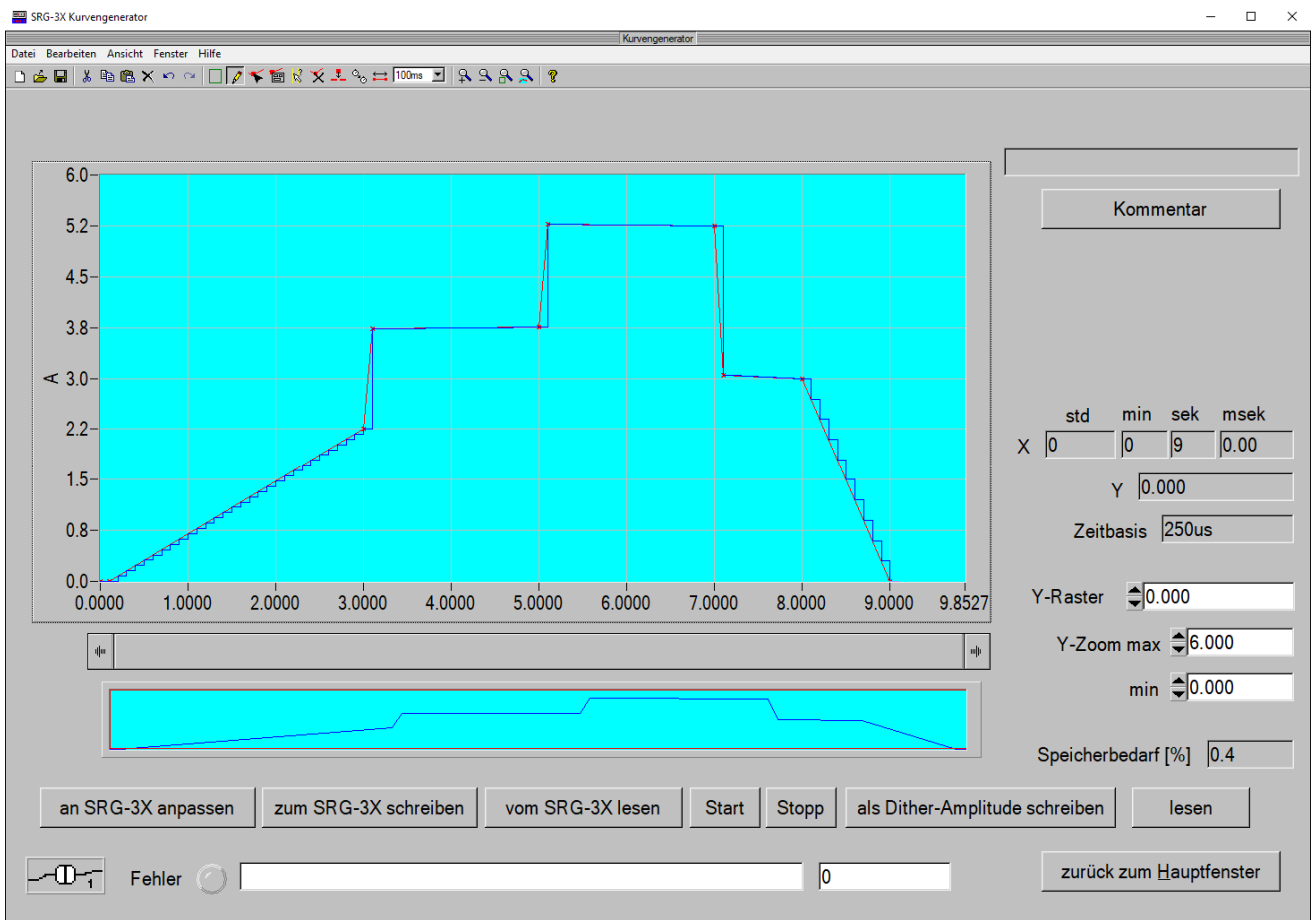 SRG-3X Kurvengenerator
Kurvengenerator
Datei Bearbeiten Ansicht Fenster Hilfe
100ms
6.0
5.2
4.5
3.8
A 3.0
2.2
1.5
0.8
0.0
0.0000 1.0000 2.0000 3.0000 4.0000 5.0000 6.0000 7.0000 8.0000 9.0000 9.8527
Kommentar
std min sek msek
X 0 0 9 0.00
Y 0.000
Zeitbasis 250us
Y-Raster 0.000
Y-Zoom max 6.000
min 0.000
Speicherbedarf [%] 0.4
an SRG-3X anpassen zum SRG-3X schreiben vom SRG-3X lesen Start Stopp als Dither-Amplitude schreiben lesen
1 Fehler 0 zurück zum Hauptfenster